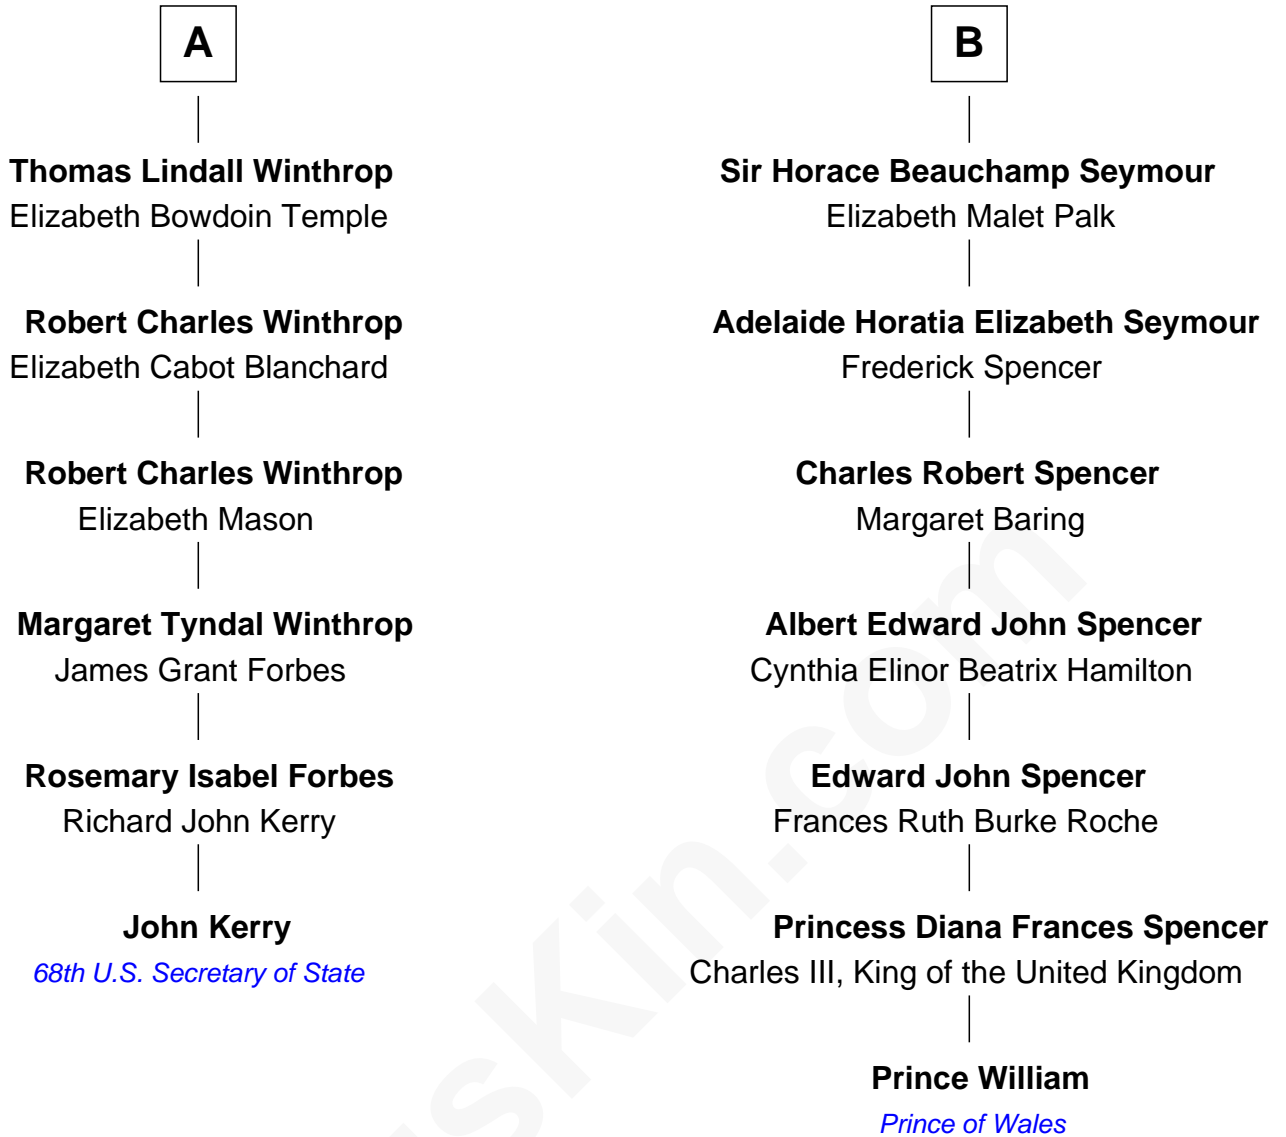 A
Thomas Lindall Winthrop
Elizabeth Bowdoin Temple
Robert Charles Winthrop
Elizabeth Cabot Blanchard
Robert Charles Winthrop
Elizabeth Mason
Margaret Tyndal Winthrop
James Grant Forbes
Rosemary Isabel Forbes
Richard John Kerry
John Kerry
68th U.S. Secretary of State
B
Sir Horace Beauchamp Seymour
Elizabeth Malet Palk
Adelaide Horatia Elizabeth Seymour
Frederick Spencer
Charles Robert Spencer
Margaret Baring
Albert Edward John Spencer
Cynthia Elinor Beatrix Hamilton
Edward John Spencer
Frances Ruth Burke Roche
Princess Diana Frances Spencer
Charles III, King of the United Kingdom
Prince William
Prince of Wales